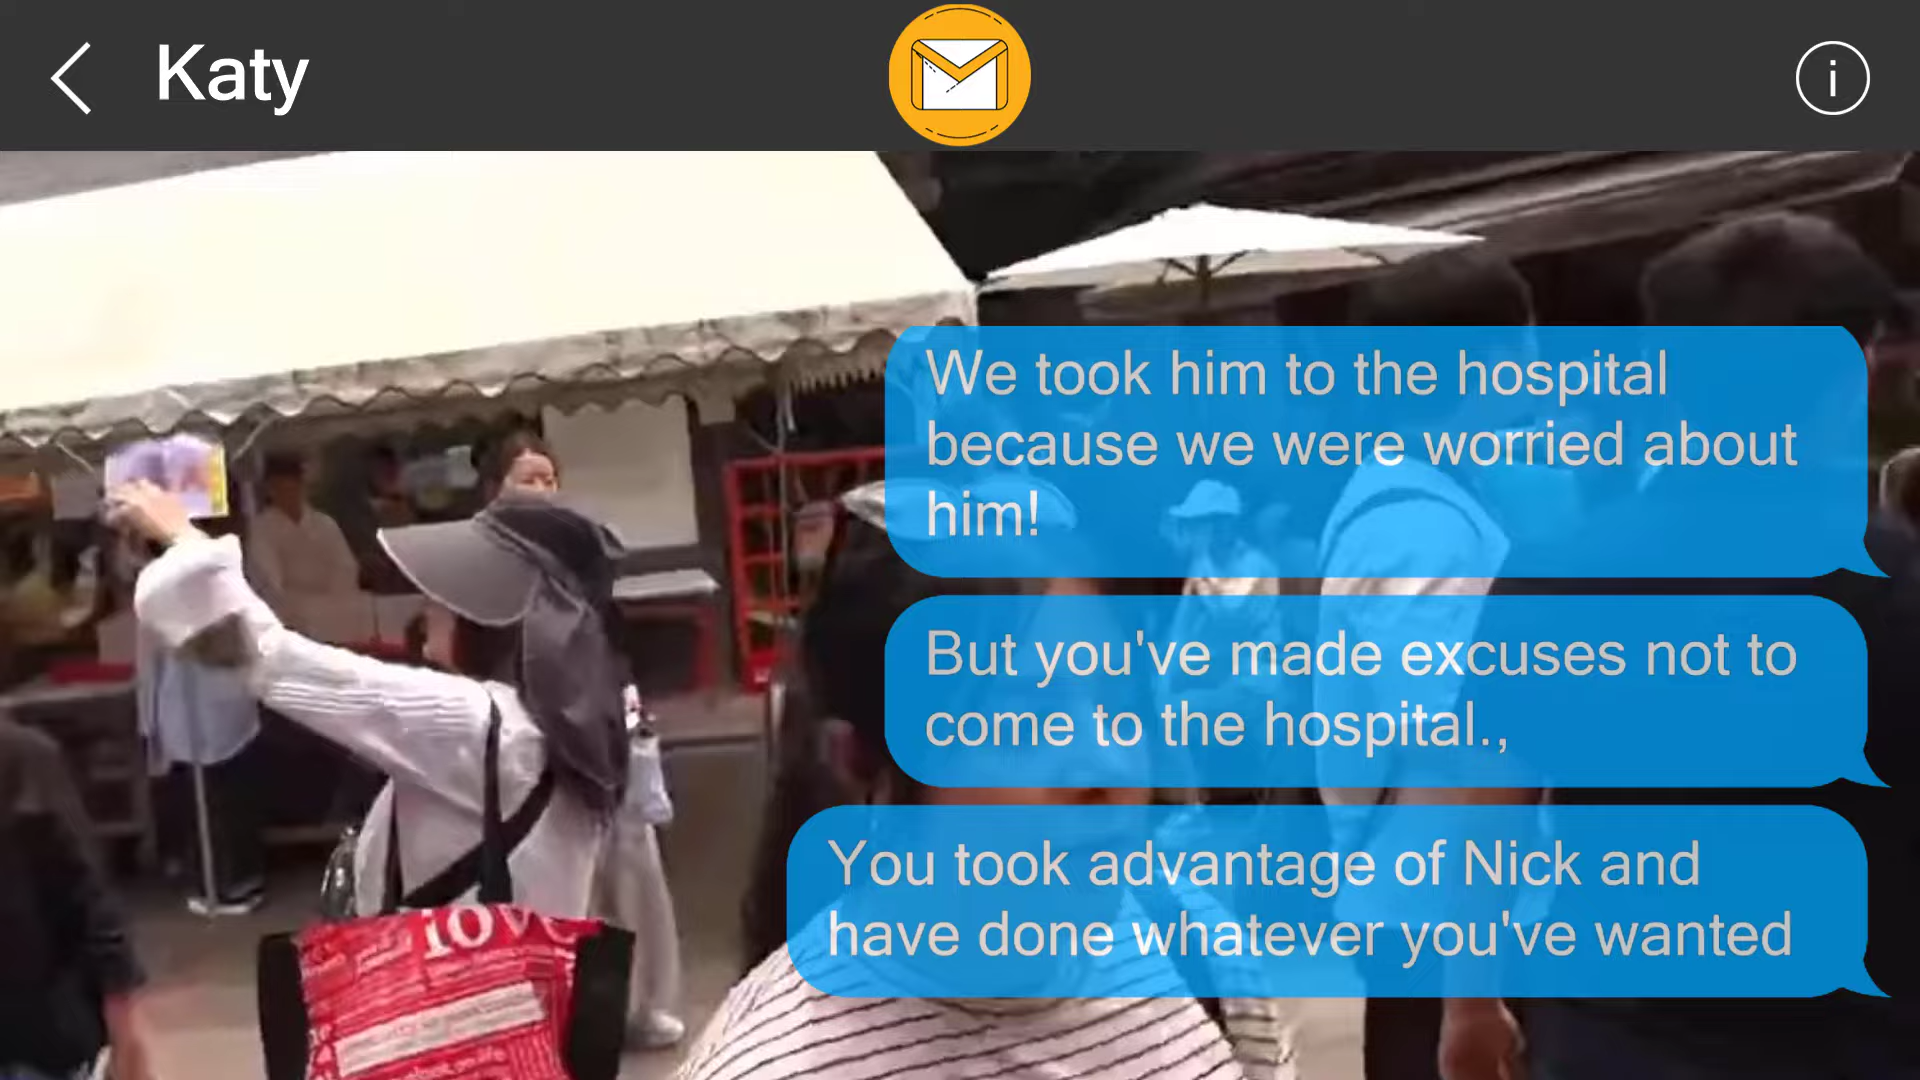 Katy
We took him to the hospital
because we were worried about
him!
But you've made excuses not to
come to the hospital.,
You took advantage of Nick and
have done whatever you've wanted
love